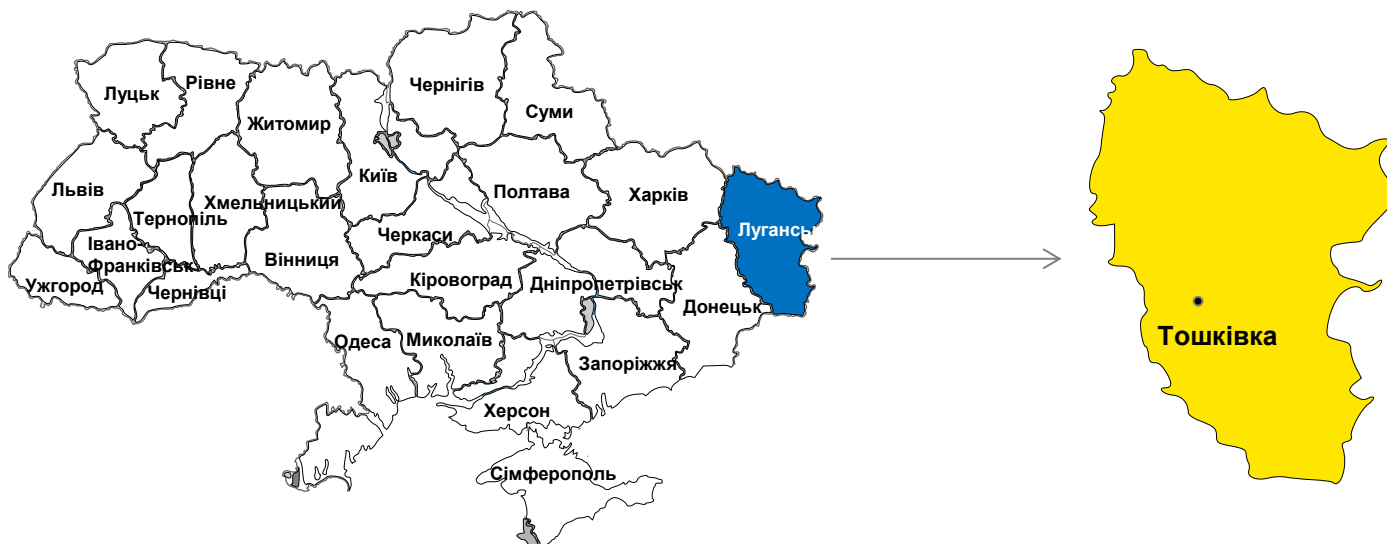 Чернігів
Рівне
Луцьк
Суми
Житомир
Київ
Львів
Полтава
Харків
Хмельницький
Тернопіль
Лугансь
Черкаси
Івано-
Франківськ
Вінниця
Ужгород
Чернівці
Кіровоград
Дніпропетрівськ
Донецьк
Одеса
Миколаїв
Запоріжжя
Херсон
Сімферополь
Тошківка